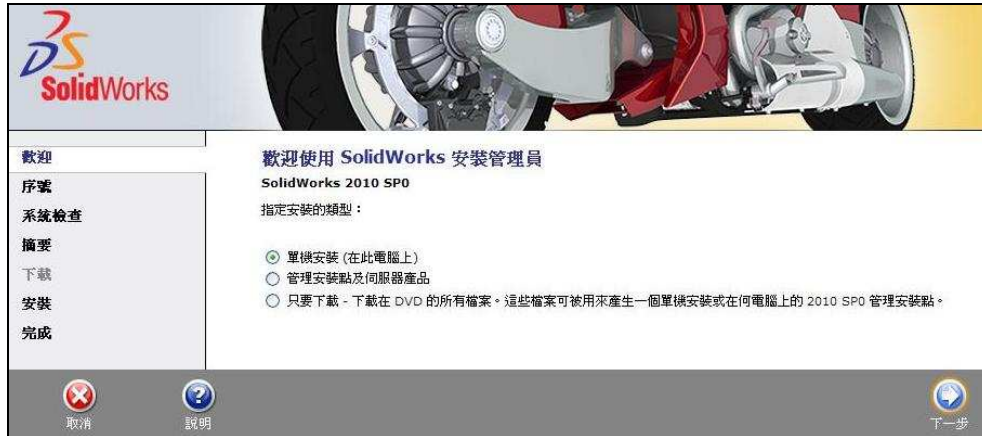 SolidWorks
歡迎
序號
系統檢查
摘要
下載
安裝
完成
歡迎使用 SolidWorks 安裝管理員
SolidWorks 2010 SP0
指定安裝的類型：
單機安裝 (在此電腦上)
管理安裝點及伺服器產品
只要下載 - 下載在 DVD 的所有檔案。這些檔案可被用來產生一個單機安裝或在何電腦上的 2010 SP0 管理安裝點。
取消
說明
下一步